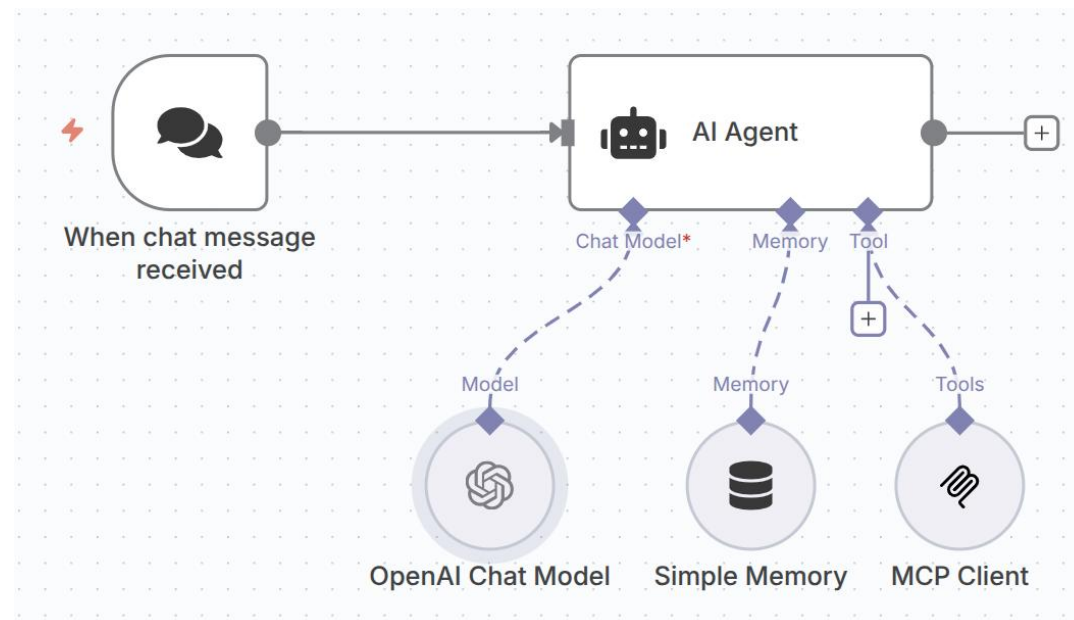 AI Agent
When chat message
received
Chat Model*
Memory
Tool
Model
Memory
Tools
OpenAI Chat Model
Simple Memory
MCP Client